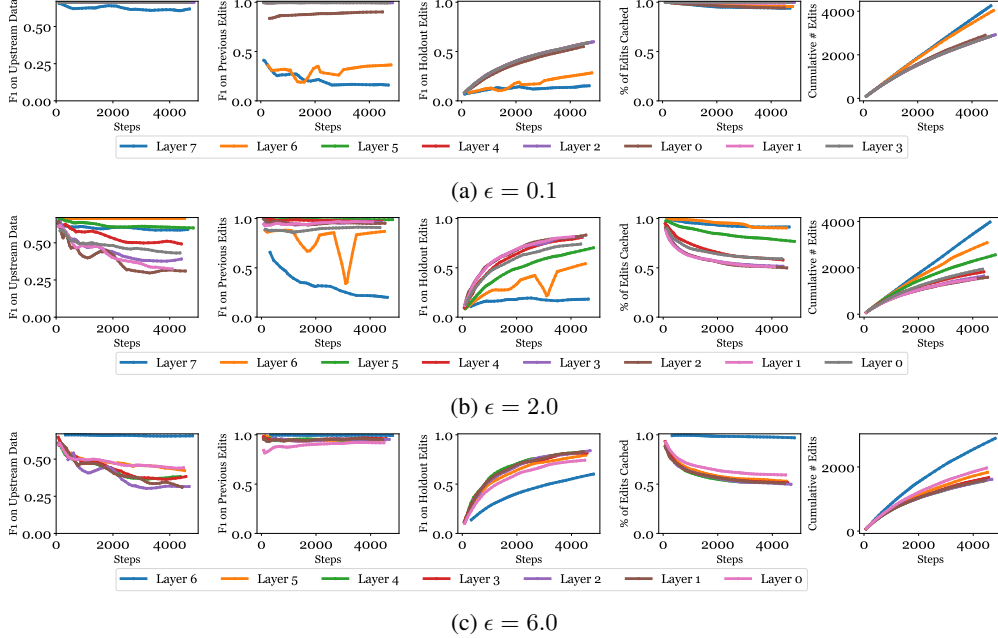 F1 on Upstream Data
0.50
0.25
0.00
0
2000
4000
Steps
F1 on Previous Edits
1.0
0.5
0.0
0
2000
4000
Steps
F1 on Holdout Edits
1.0
0.5
0.0
0
2000
4000
Steps
% of Edits Cached
1.0
0.5
0.0
0
2000
4000
Steps
Cumulative # Edits
4000
2000
0
0
2000
4000
Steps
Layer 7 Layer 6 Layer 5 Layer 4 Layer 2 Layer 0 Layer 1 Layer 3
(a) ϵ = 0.1
F1 on Upstream Data
0.50
0.25
0.00
0
2000
4000
Steps
F1 on Previous Edits
1.0
0.5
0.0
0
2000
4000
Steps
F1 on Holdout Edits
1.0
0.5
0.0
0
2000
4000
Steps
% of Edits Cached
1.0
0.5
0.0
0
2000
4000
Steps
Cumulative # Edits
4000
2000
0
0
2000
4000
Steps
Layer 7 Layer 6 Layer 5 Layer 4 Layer 3 Layer 2 Layer 1 Layer 0
(b) ϵ = 2.0
F1 on Upstream Data
0.50
0.25
0.00
0
2000
4000
Steps
F1 on Previous Edits
1.0
0.5
0.0
0
2000
4000
Steps
F1 on Holdout Edits
1.0
0.5
0.0
0
2000
4000
Steps
% of Edits Cached
1.0
0.5
0.0
0
2000
4000
Steps
Cumulative # Edits
2000
0
0
2000
4000
Steps
Layer 6 Layer 5 Layer 4 Layer 3 Layer 2 Layer 1 Layer 0
(c) ϵ = 6.0